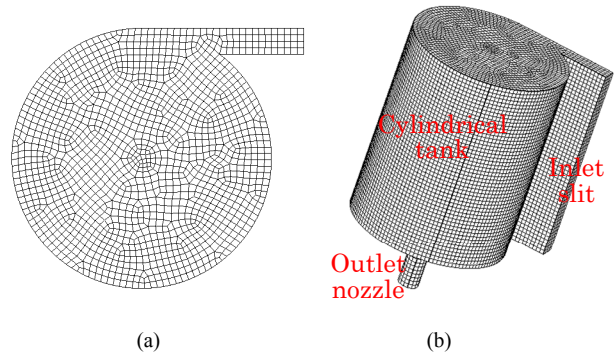 Cylindrical
tank
Inlet
slit
Outlet
nozzle
(a)
(b)